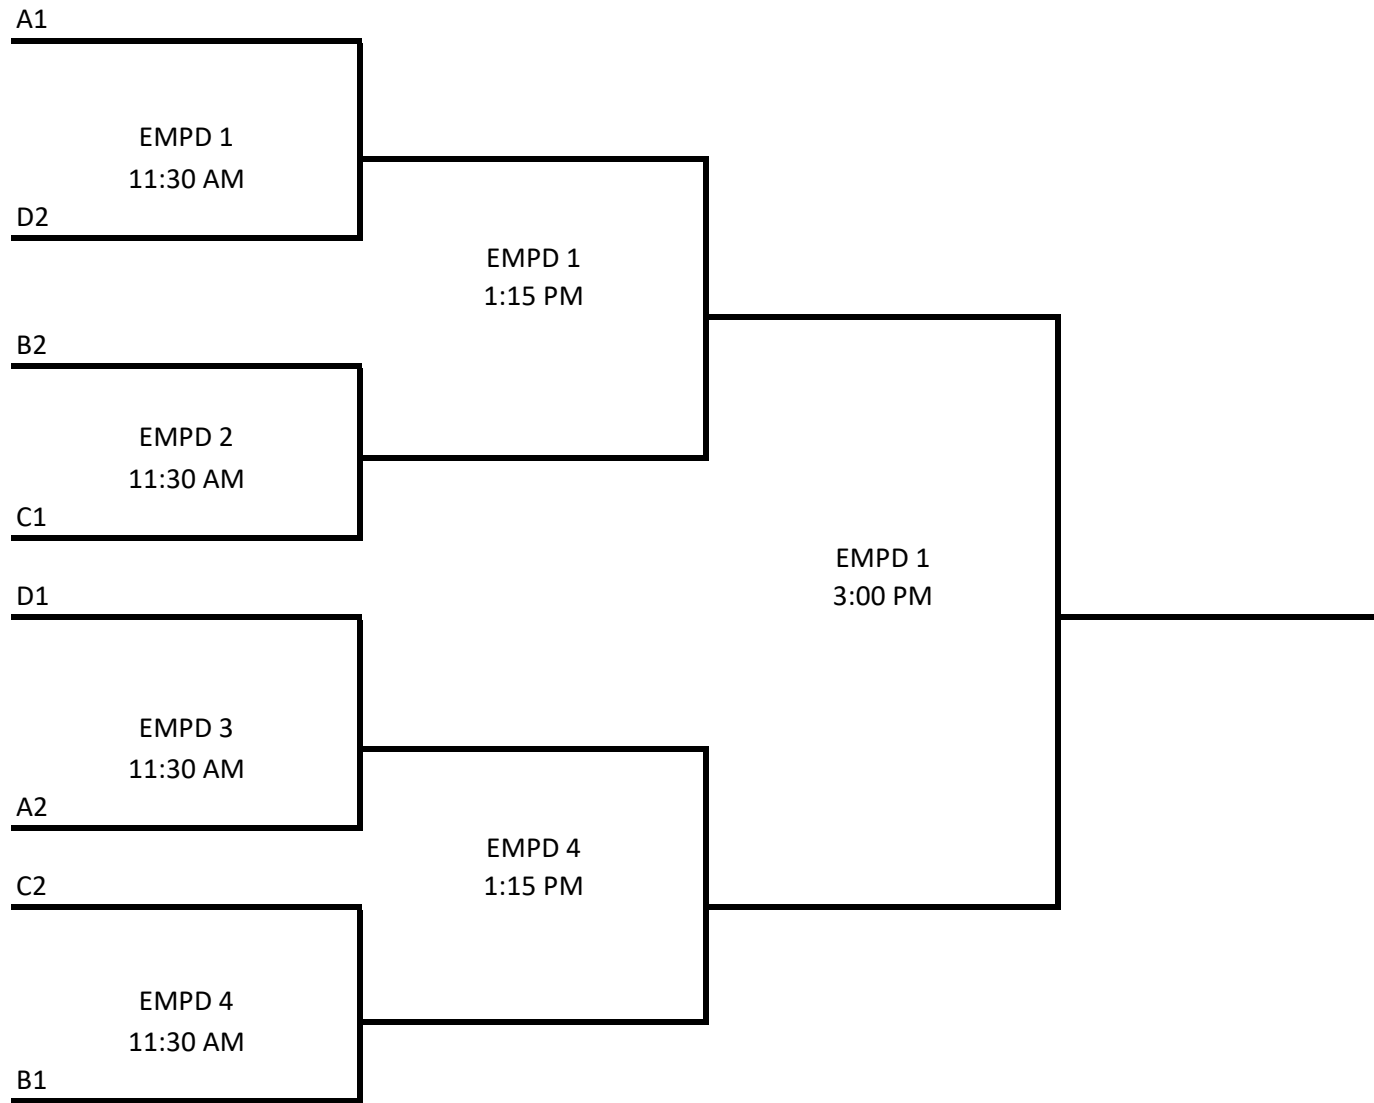 A1
EMPD 1
11:30 AM
D2
EMPD 1
1:15 PM
B2
EMPD 2
11:30 AM
C1
EMPD 1
3:00 PM
D1
EMPD 3
11:30 AM
A2
EMPD 4
1:15 PM
C2
EMPD 4
11:30 AM
B1